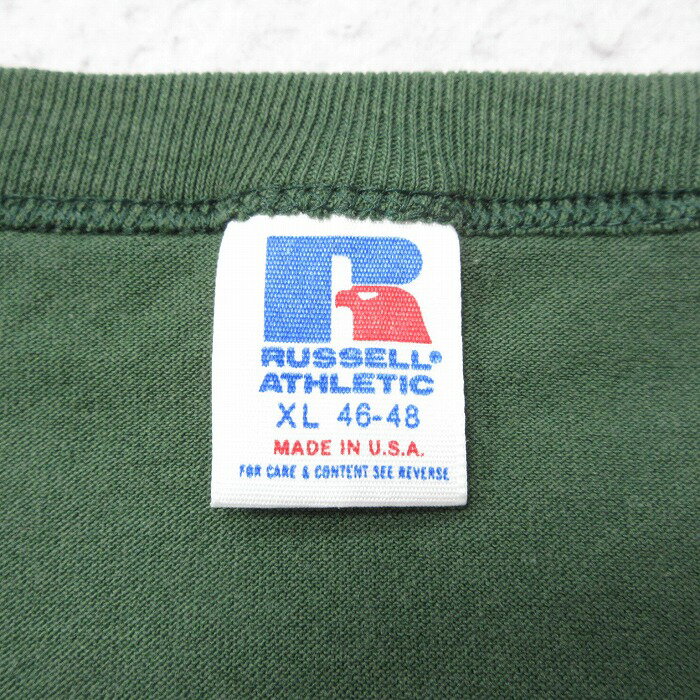 R
RUSSELL®
ATHLETIC
XL 46-48
MADE IN U.S.A.
FOR CARE & CONTENT SEE REVERSE